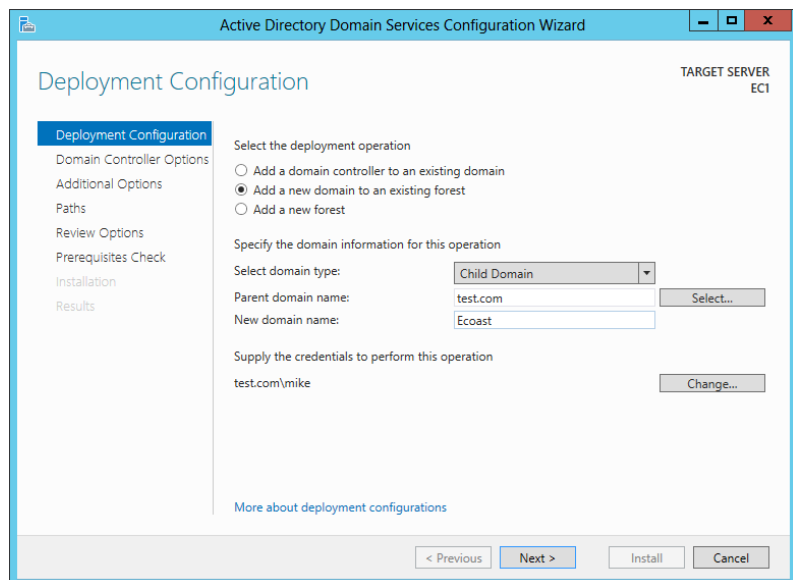 Active Directory Domain Services Configuration Wizard
Deployment Configuration
TARGET SERVER
EC1
Deployment Configuration
Domain Controller Options
Additional Options
Paths
Review Options
Prerequisites Check
Installation
Results
Select the deployment operation
Add a domain controller to an existing domain
Add a new domain to an existing forest
Add a new forest
Specify the domain information for this operation
Select domain type: Child Domain
Parent domain name: test.com Select...
New domain name: Ecoast
Supply the credentials to perform this operation
test.com\mike Change...
More about deployment configurations
< Previous Next > Install Cancel